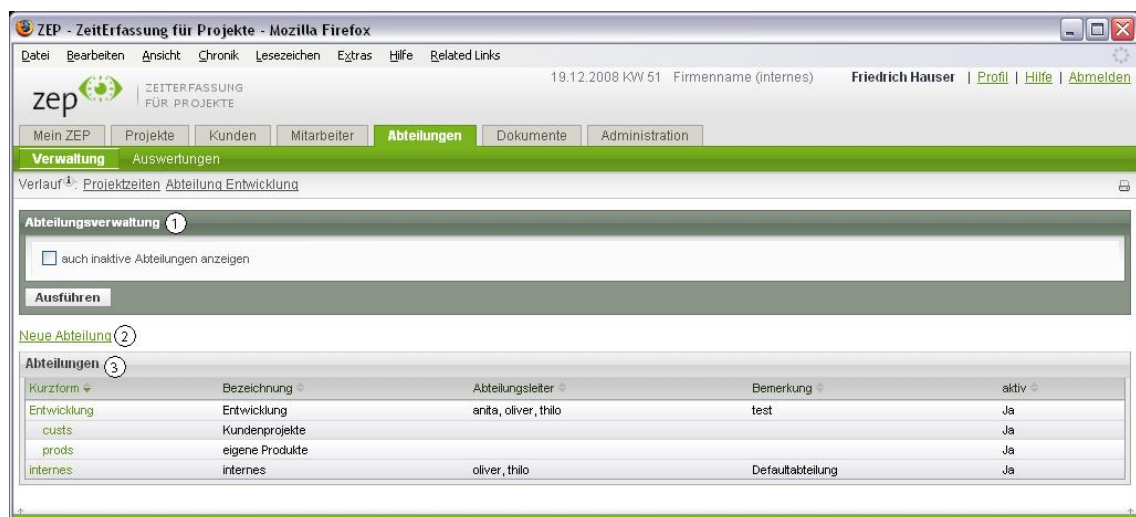 ZEP - ZeitErfassung für Projekte - Mozilla Firefox
Datei Bearbeiten Ansicht Chronik Lesezeichen Extras Hilfe Related Links
19.12.2008 KW 51 Firmenname (internes) Friedrich Hauser | Profil | Hilfe | Abmelden
zep ZEITERFASSUNG
FÜR PROJEKTE
Mein ZEP Projekte Kunden Mitarbeiter Abteilungen Dokumente Administration
Verwaltung Auswertungen
Verlauf: Projektzeiten Abteilung Entwicklung
Abteilungsverwaltung 1
auch inaktive Abteilungen anzeigen
Ausführen
Neue Abteilung 2
Abteilungen 3
Kurzform Bezeichnung Abteilungsleiter Bemerkung aktiv
Entwicklung Entwicklung anita, oliver, thilo test Ja
custs Kundenprojekte Ja
prods eigene Produkte Ja
internes internes oliver, thilo Defaultabteilung Ja